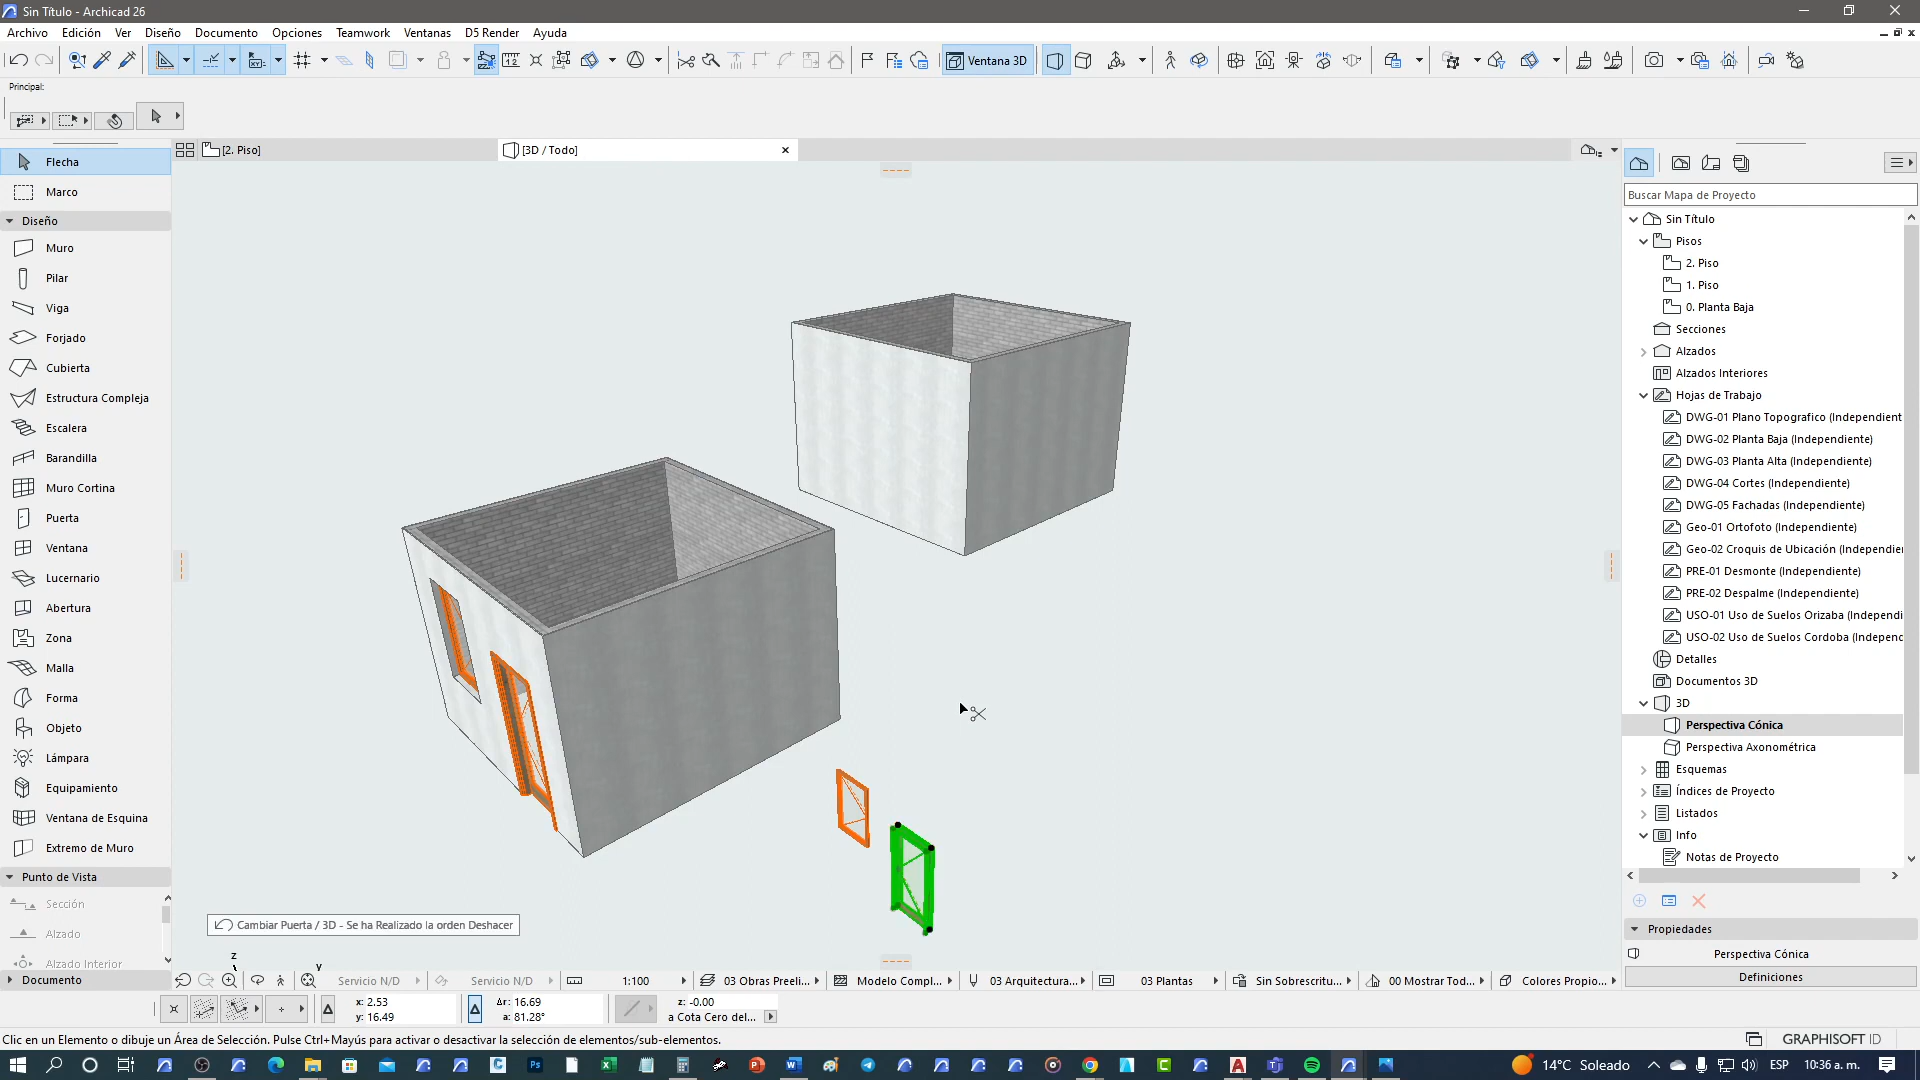 Sin Título - Archicad 26
Archivo Edición Ver Diseño Documento Opciones Teamwork Ventanas D5 Render Ayuda
Ventana 3D
Principal:
[2. Piso]
[3D / Todo]
Flecha
Marco
Diseño
Muro
Pilar
Viga
Forjado
Cubierta
Estructura Compleja
Escalera
Barandilla
Muro Cortina
Puerta
Ventana
Lucernario
Abertura
Zona
Malla
Forma
Objeto
Lámpara
Equipamiento
Ventana de Esquina
Extremo de Muro
Punto de Vista
Sección
Alzado
Alzado Interior
Documento
Cambiar Puerta / 3D - Se ha Realizado la orden Deshacer
z
y
Buscar Mapa de Proyecto
Sin Título
Pisos
2. Piso
1. Piso
0. Planta Baja
Secciones
Alzados
Alzados Interiores
Hojas de Trabajo
DWG-01 Plano Topografico (Independient
DWG-02 Planta Baja (Independiente)
DWG-03 Planta Alta (Independiente)
DWG-04 Cortes (Independiente)
DWG-05 Fachadas (Independiente)
Geo-01 Ortofoto (Independiente)
Geo-02 Croquis de Ubicación (Independie
PRE-01 Desmonte (Independiente)
PRE-02 Despalme (Independiente)
USO-01 Uso de Suelos Orizaba (Independi
USO-02 Uso de Suelos Cordoba (Indepenc
Detalles
Documentos 3D
3D
Perspectiva Cónica
Perspectiva Axonométrica
Esquemas
Índices de Proyecto
Listados
Info
Notas de Proyecto
Propiedades
Perspectiva Cónica
Definiciones
Servicio N/D Servicio N/D 1:100 03 Obras Preeli... Modelo Compl... 03 Arquitectura... 03 Plantas Sin Sobrescritu... 00 Mostrar Tod... Colores Propio...
x: 2.53 Δr: 16.69 z: -0.00
y: 16.49 a: 81.28° a Cota Cero del...
Clic en un Elemento o dibuje un Área de Selección. Pulse Ctrl+Mayús para activar o desactivar la selección de elementos/sub-elementos.
GRAPHISOFT ID
14°C Soleado ESP 10:36 a. m.